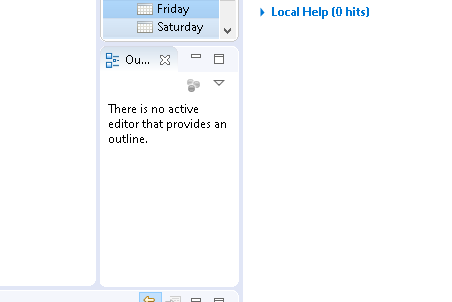 Friday
Saturday
Local Help (0 hits)
Ou...
There is no active
editor that provides an
outline.